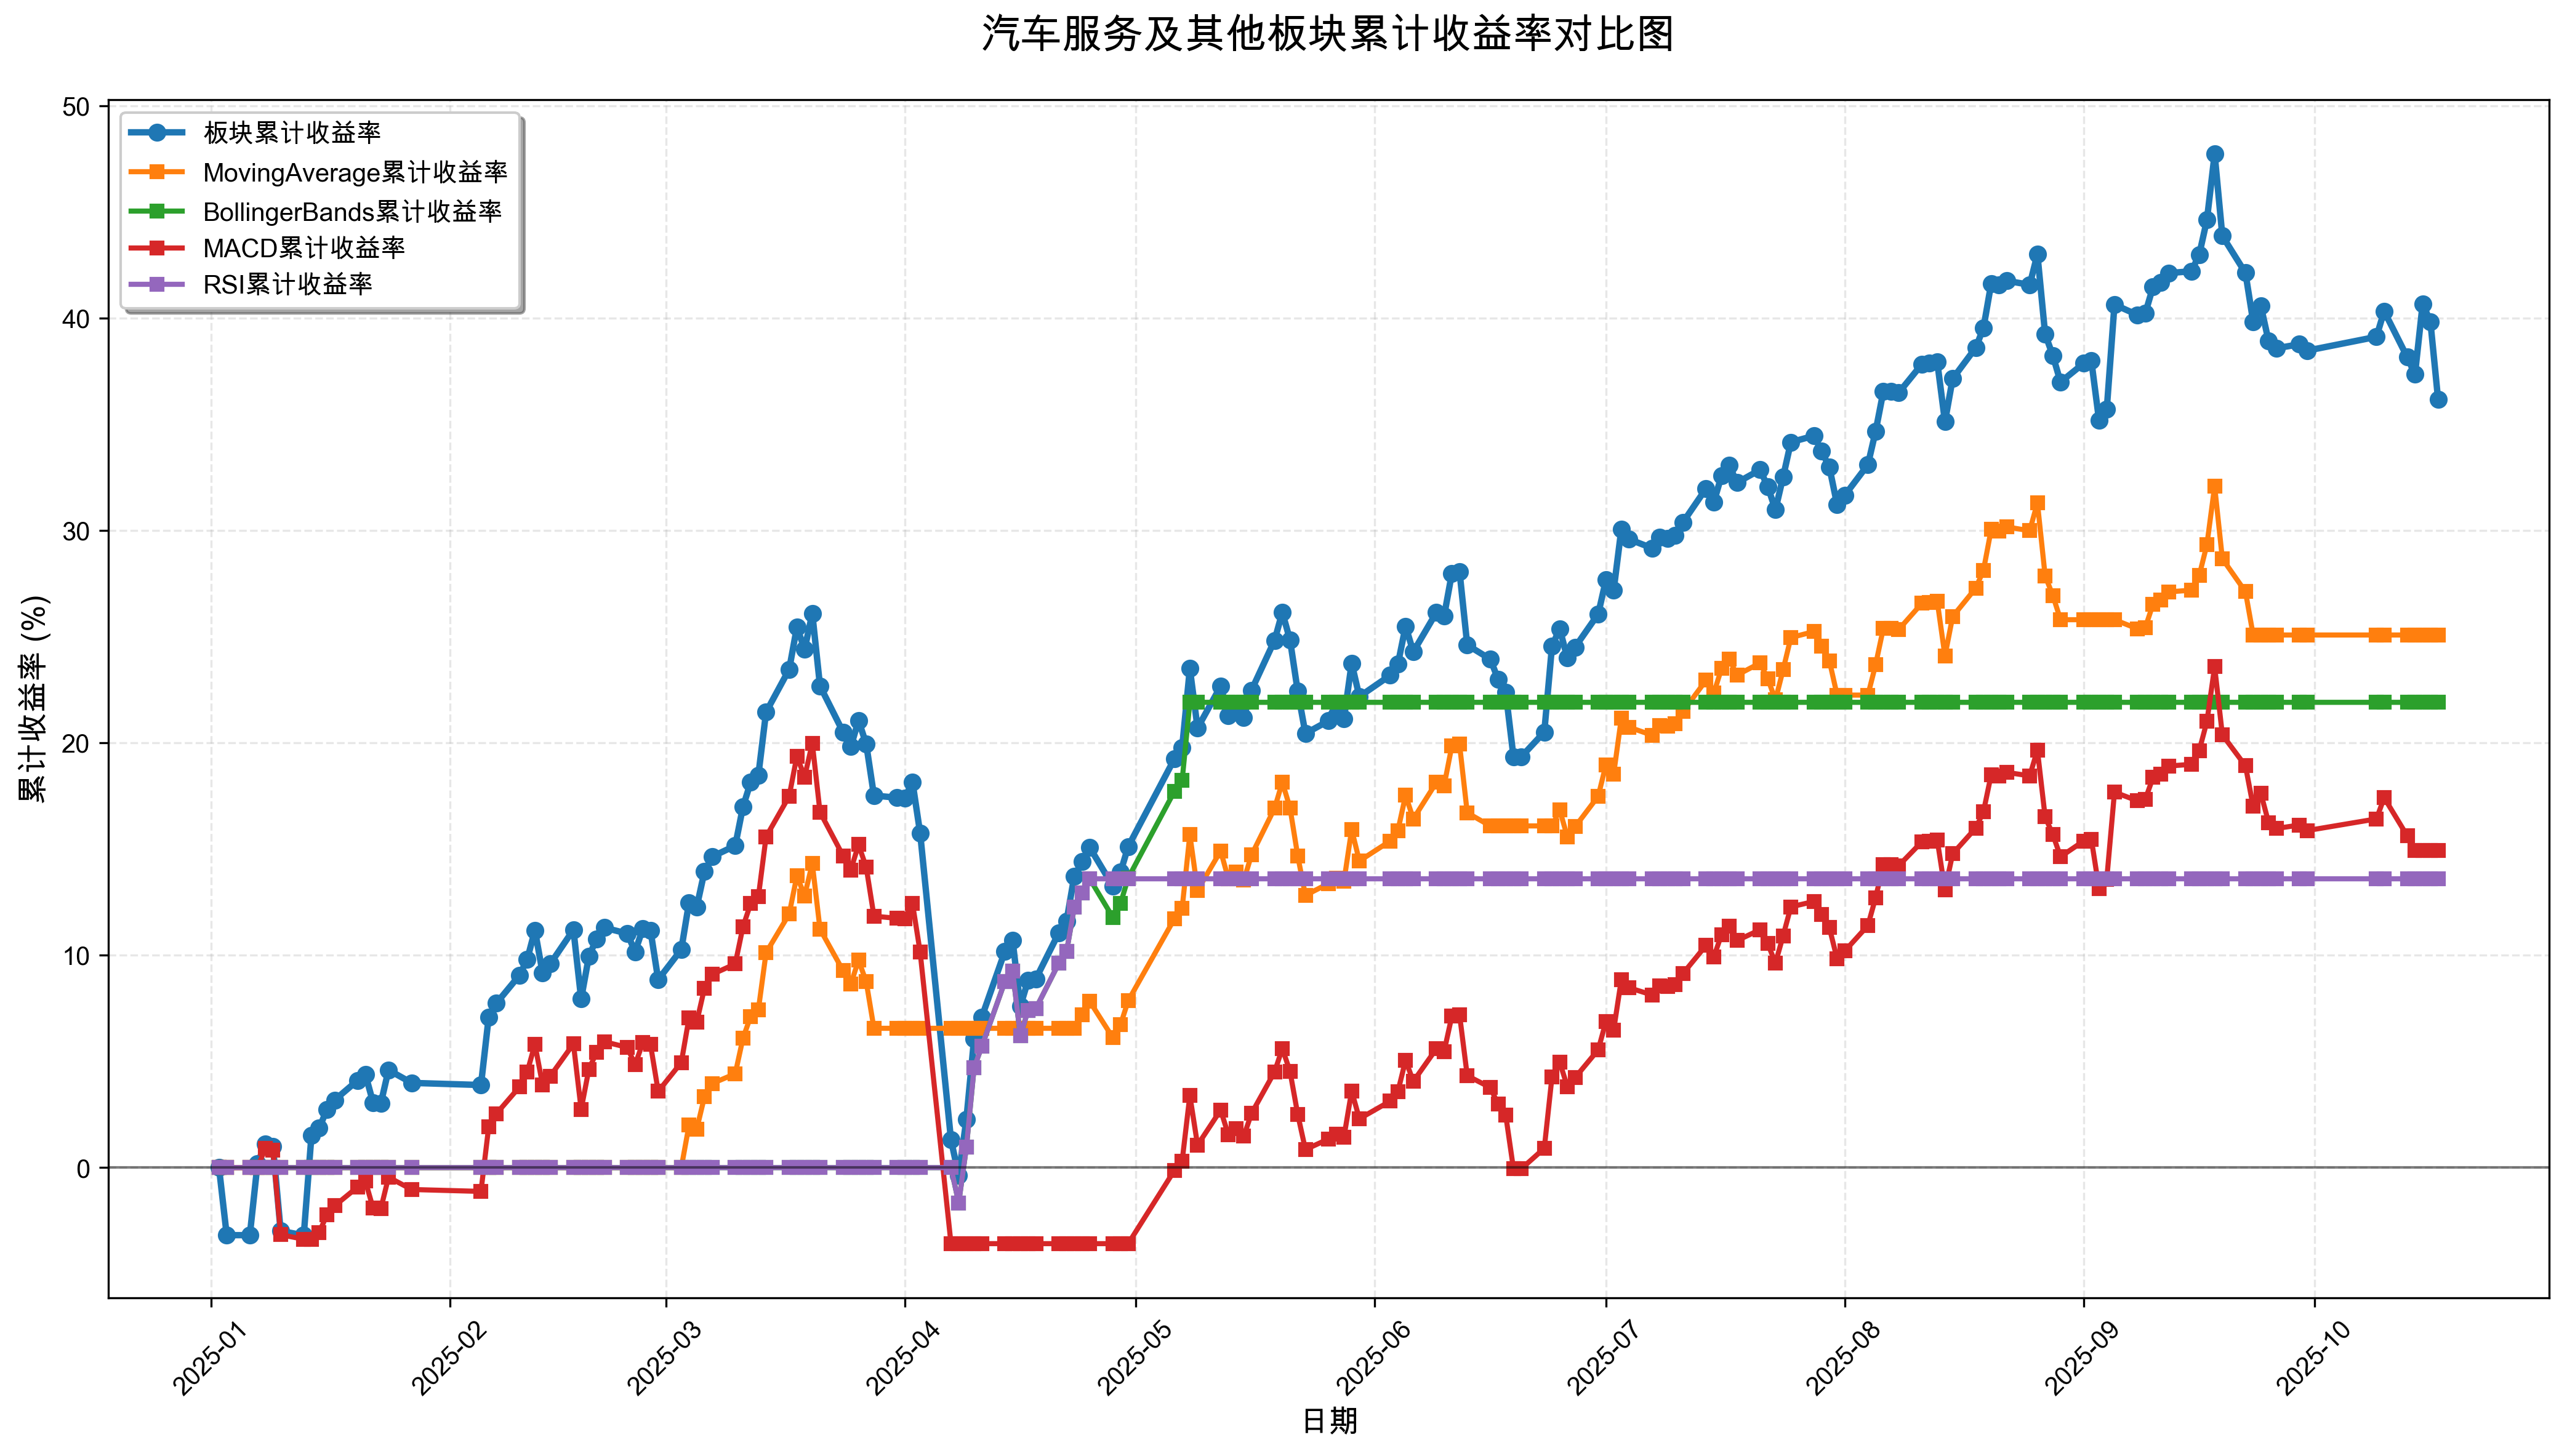 汽车服务及其他板块累计收益率对比图
板块累计收益率
MovingAverage累计收益率
BollingerBands累计收益率
MACD累计收益率
RSI累计收益率
累计收益率 (%)
50
40
30
20
10
0
2025-01
2025-02
2025-03
2025-04
2025-05
2025-06
2025-07
2025-08
2025-09
2025-10
日期